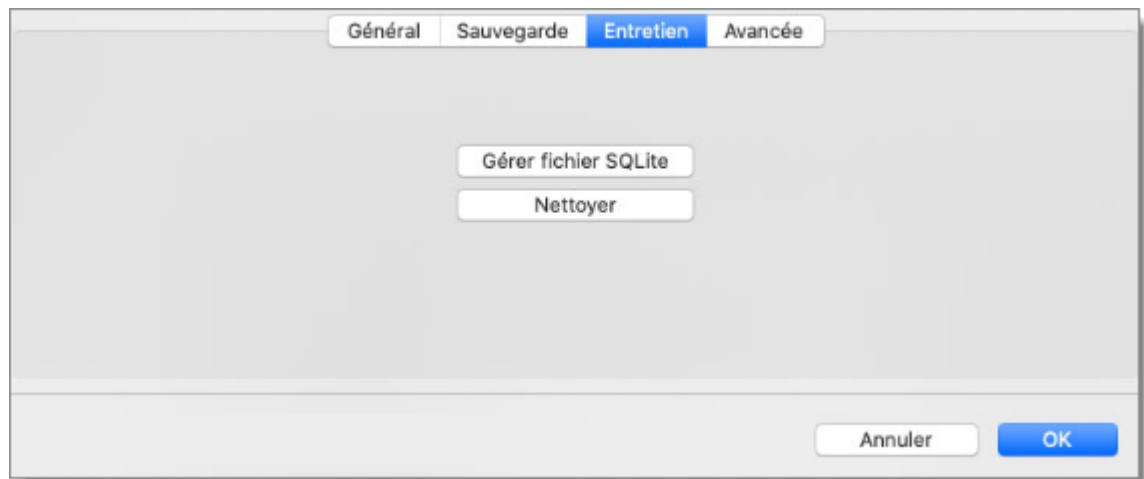 Général Sauvegarde Entretien Avancée
Gérer fichier SQLite
Nettoyer
Annuler OK